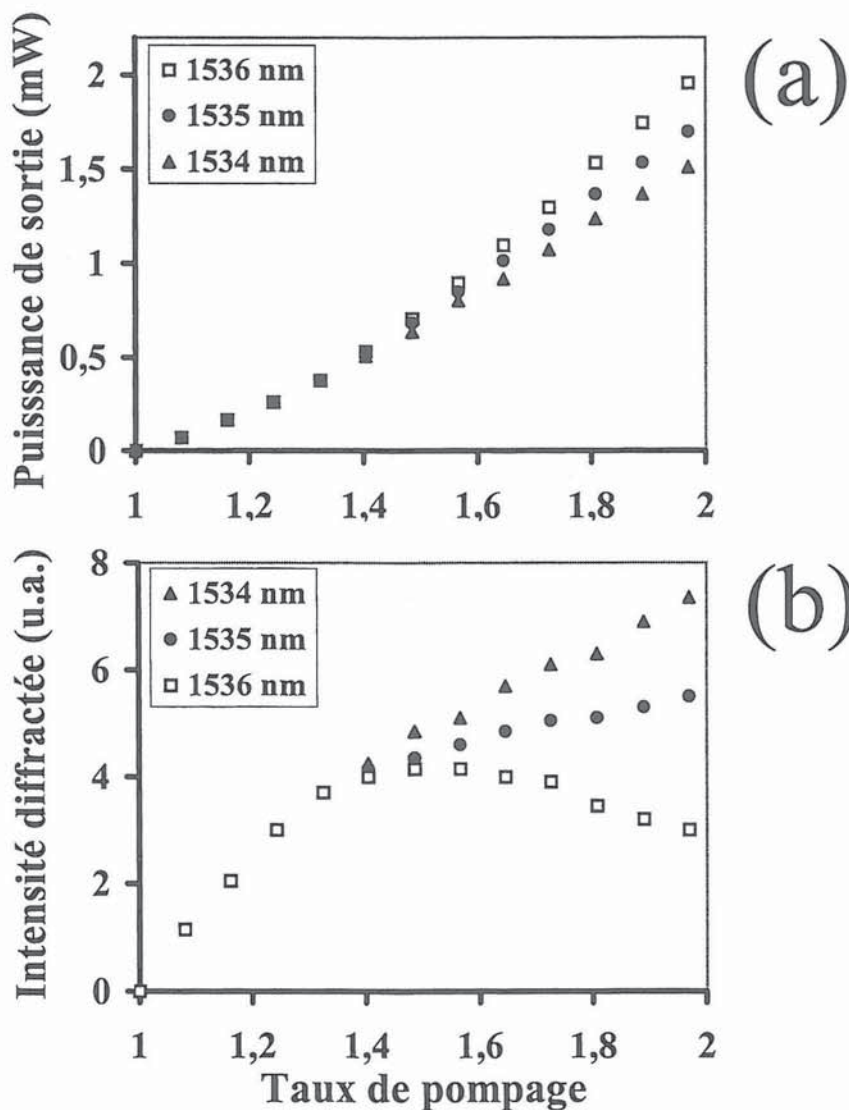 Puisssance de sortie (mW)
2
1,5
1
0,5
0
□ 1536 nm
● 1535 nm
▲ 1534 nm
(a)
1 1,2 1,4 1,6 1,8 2
Intensité diffractée (u.a.)
8
6
4
2
0
▲ 1534 nm
● 1535 nm
□ 1536 nm
(b)
1 1,2 1,4 1,6 1,8 2
Taux de pompage